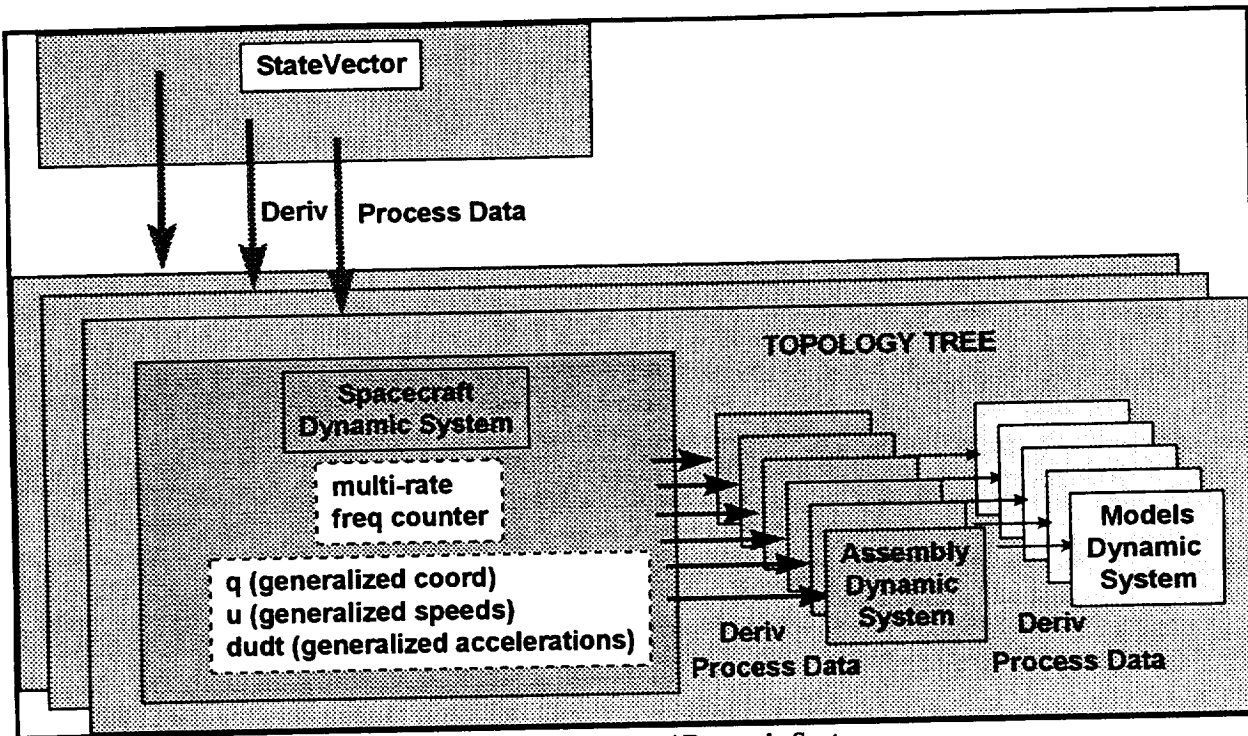 StateVector
Deriv
Process Data
TOPOLOGY TREE
Spacecraft
Dynamic System
multi-rate
freq counter
q (generalized coord)
u (generalized speeds)
dudt (generalized accelerations)
Assembly
Dynamic
System
Deriv
Process Data
Models
Dynamic
System
Deriv
Process Data